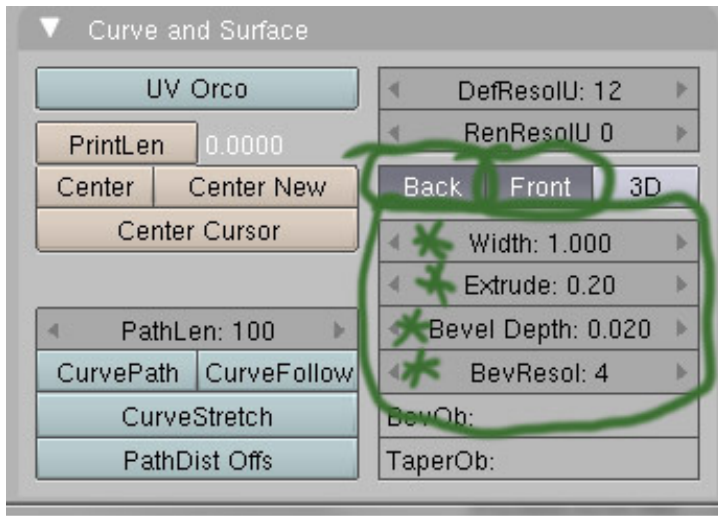 Curve and Surface
UV Orco
PrintLen 0.0000
Center Center New
Center Cursor
PathLen: 100
CurvePath CurveFollow
CurveStretch
PathDist Offs
DefResolU: 12
RenResolU 0
Back Front 3D
Width: 1.000
Extrude: 0.20
Bevel Depth: 0.020
BevResol: 4
BevOb:
TaperOb: